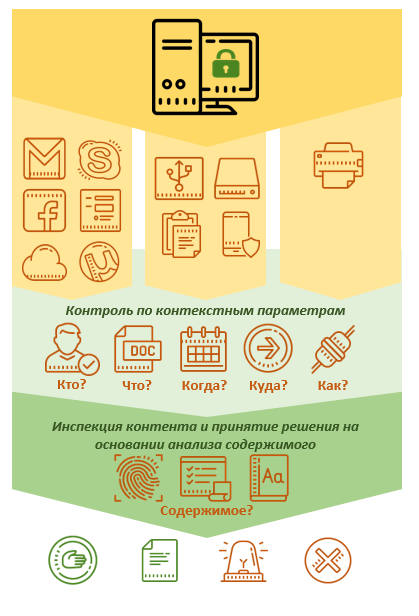 Контроль по контекстным параметрам
DOC
Кто?
Что?
Когда?
Куда?
Как?
Инспекция контента и принятие решения на
основании анализа содержимого
Aa
Содержимое?